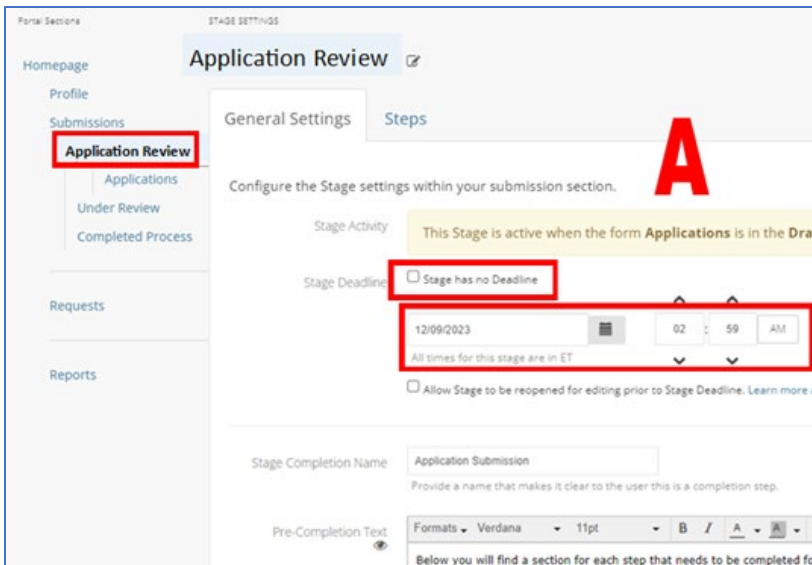 Portal Sections
STAGE SETTINGS
Application Review
Homepage
Profile
Submissions
Application Review
Applications
Under Review
Completed Process
Requests
Reports
General Settings Steps
A
Configure the Stage settings within your submission section.
Stage Activity
This Stage is active when the form Applications is in the Dra
Stage Deadline
Stage has no Deadline
12/09/2023 02 : 59 AM
All times for this stage are in ET
Allow Stage to be reopened for editing prior to Stage Deadline. Learn more
Stage Completion Name
Application Submission
Provide a name that makes it clear to the user this is a completion step.
Pre-Completion Text
Formats Verdana 11pt B I A A
Below you will find a section for each step that needs to be completed fo